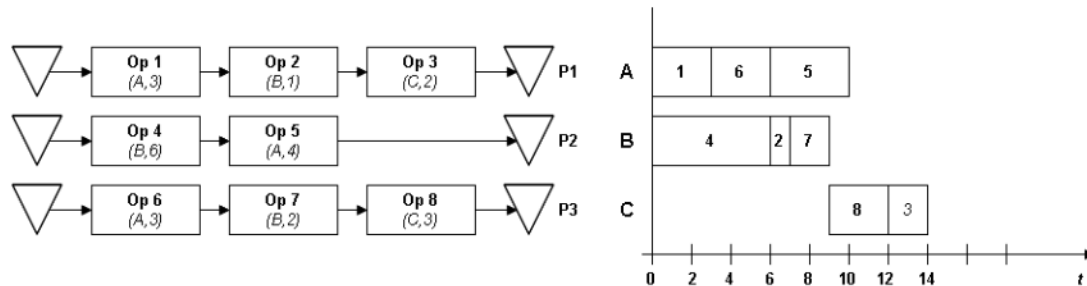 Op 1 Op 2 Op 3
(A,3) (B,1) (C,2) P1
Op 4 Op 5
(B,6) (A,4) P2
Op 6 Op 7 Op 8
(A,3) (B,2) (C,3) P3
A 1 6 5
B 4 2 7
C 8 3
0 2 4 6 8 10 12 14 t